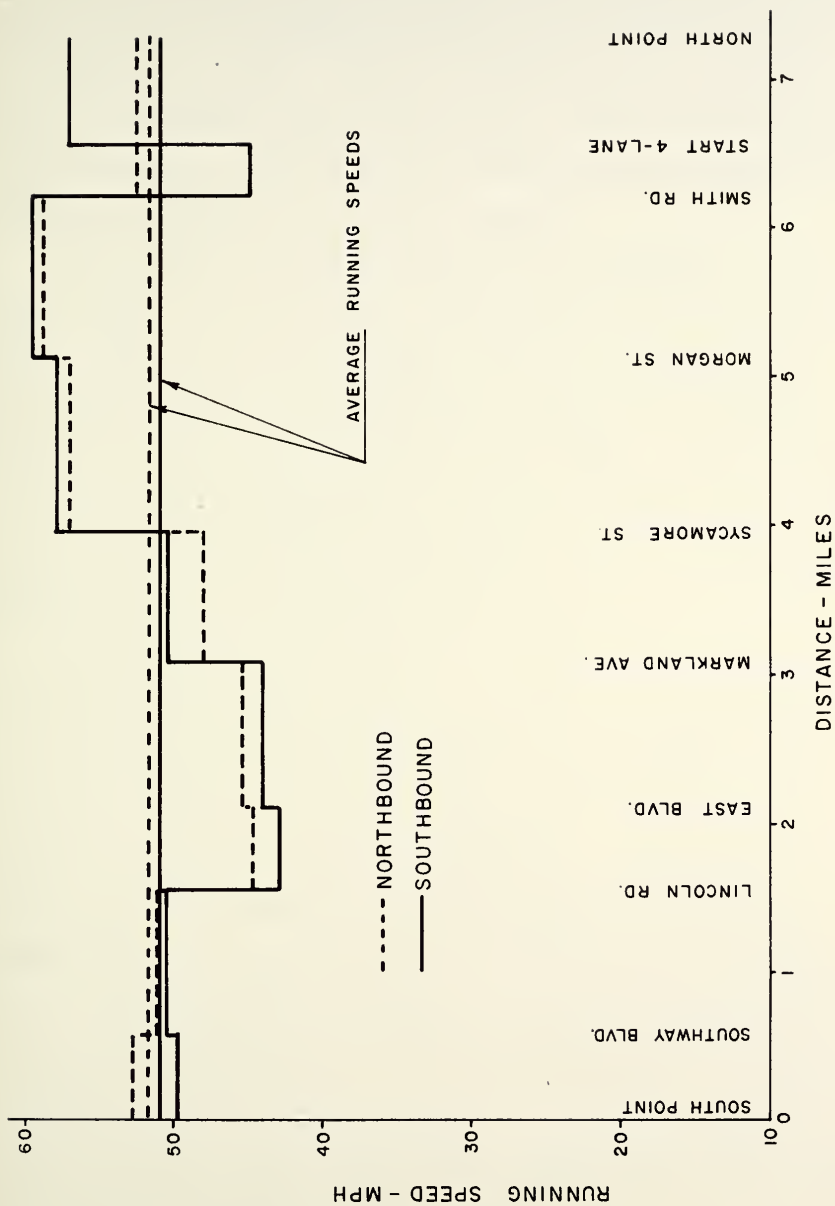 RUNNING SPEED - MPH
60
50
40
30
20
10
AVERAGE RUNNING SPEEDS
NORTHBOUND
SOUTHBOUND
SOUTH POINT
SOUTHWAY BLVD.
LINCOLN RD.
EAST BLVD.
MARKLAND AVE.
SYCAMORE ST.
MORGAN ST.
SMITH RD.
START 4-LANE
NORTH POINT
0
1
2
3
4
5
6
7
DISTANCE - MILES